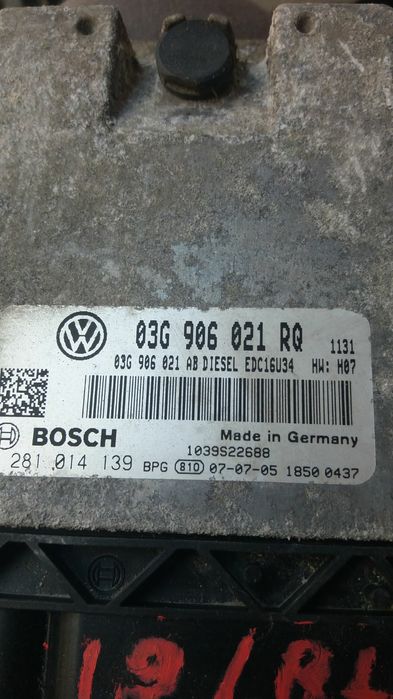 03G 906 021 RQ 1131
03G 906 021 AB DIESEL EDC16U34 HW: H07
BOSCH Made in Germany
1039S22688
281 014 139 BPG 810 07-07-05 1850 0437